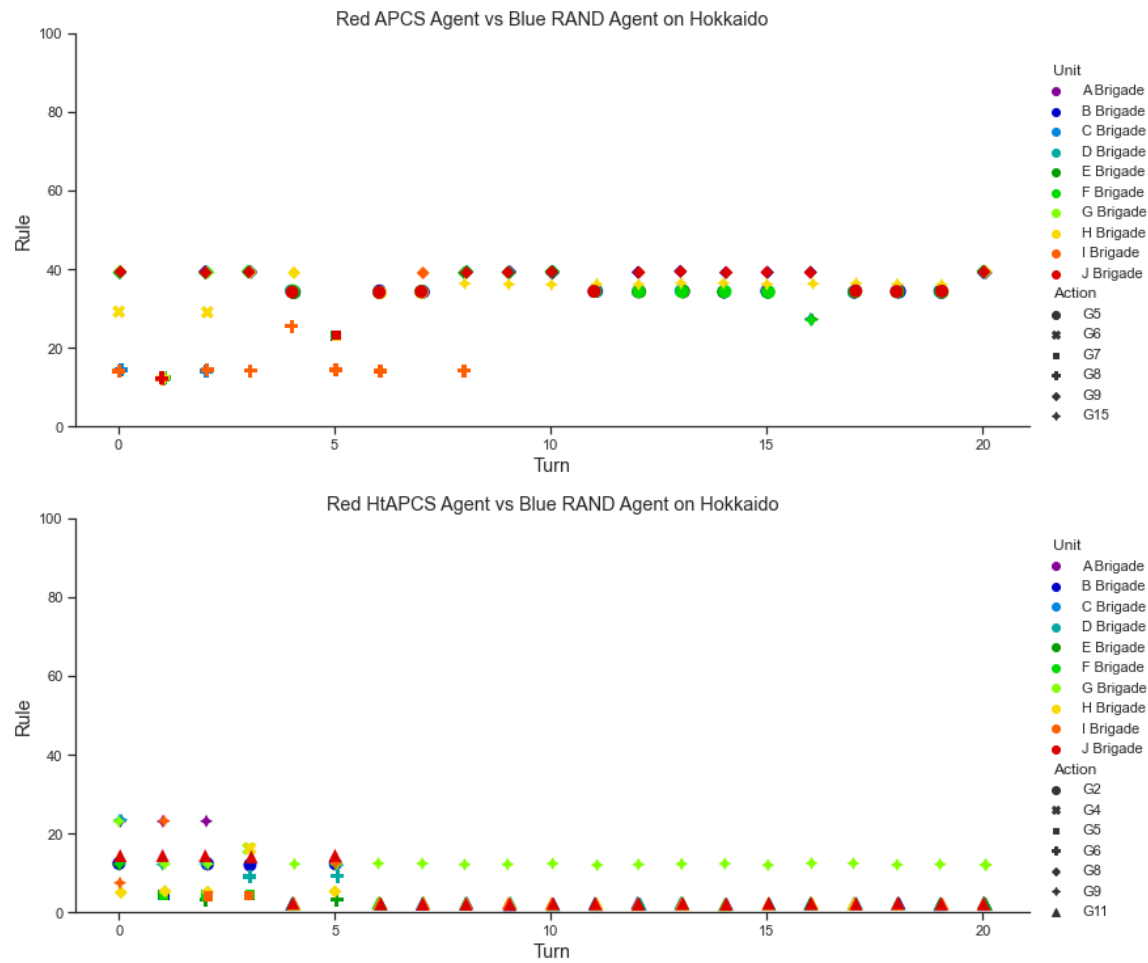 Red APCS Agent vs Blue RAND Agent on Hokkaido
100
80
60
40
20
0
Rule
0 5 10 15 20
Turn
Unit
A Brigade
B Brigade
C Brigade
D Brigade
E Brigade
F Brigade
G Brigade
H Brigade
I Brigade
J Brigade
Action
G5
G6
G7
G8
G9
G15
Red HtAPCS Agent vs Blue RAND Agent on Hokkaido
100
80
60
40
20
0
Rule
0 5 10 15 20
Turn
Unit
A Brigade
B Brigade
C Brigade
D Brigade
E Brigade
F Brigade
G Brigade
H Brigade
I Brigade
J Brigade
Action
G2
G4
G5
G6
G8
G9
G11